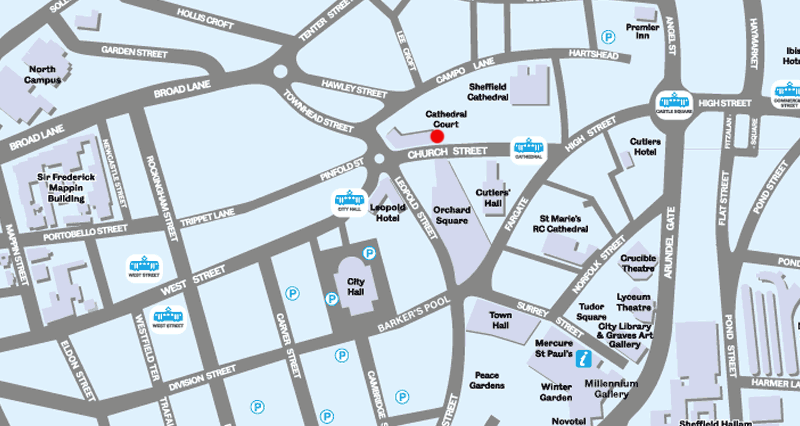 SOLL
HOLLIS CROFT
TENTER STREET
GARDEN STREET
LEE CROFT
CAMPO LANE
HARTSHEAD
P
Premier
Inn
ANGEL ST
HAYMARKET
Ibis
Hote
North
Campus
BROAD LANE
HAWLEY STREET
TOWNHEAD STREET
Sheffield
Cathedral
CASTLE SQUARE
HIGH STREET
COMMERCIAL
STREET
BROAD LANE
Cathedral
Court
CHURCH STREET
CATHEDRAL
HIGH STREET
Cutlers
Hotel
FITZALAN
SQUARE
NEWCASTLE STREET
ROCKINGHAM STREET
Sir Frederick
Mappin
Building
PINFOLD ST
LEOPOLD STREET
Orchard
Square
Cutlers'
Hall
FARGATE
FLAT STREET
POND STREET
MAPPIN STREET
PORTOBELLO STREET
TRIPPET LANE
CITY HALL
Leopold
Hotel
St Marie's
RC Cathedral
NORFOLK STREET
ARUNDEL GATE
WEST STREET
WEST STREET
P
P
P
City
Hall
BARKER'S POOL
Crucible
Theatre
POND
Lyceum
Theatre
Tudor
Square
City Library
& Graves Art
Gallery
SURREY STREET
Town
Hall
WEST STREET
WESTFIELD TER
CARVER STREET
POND STREET
ELDON STREET
DIVISION STREET
P
Mercure
St Paul's
i
Peace
Gardens
Winter
Garden
Millennium
Gallery
HARMER LA
TRAFA
P
P
P
CAMBRIDGE S
STREET
Novotel
Sheffield Hallam